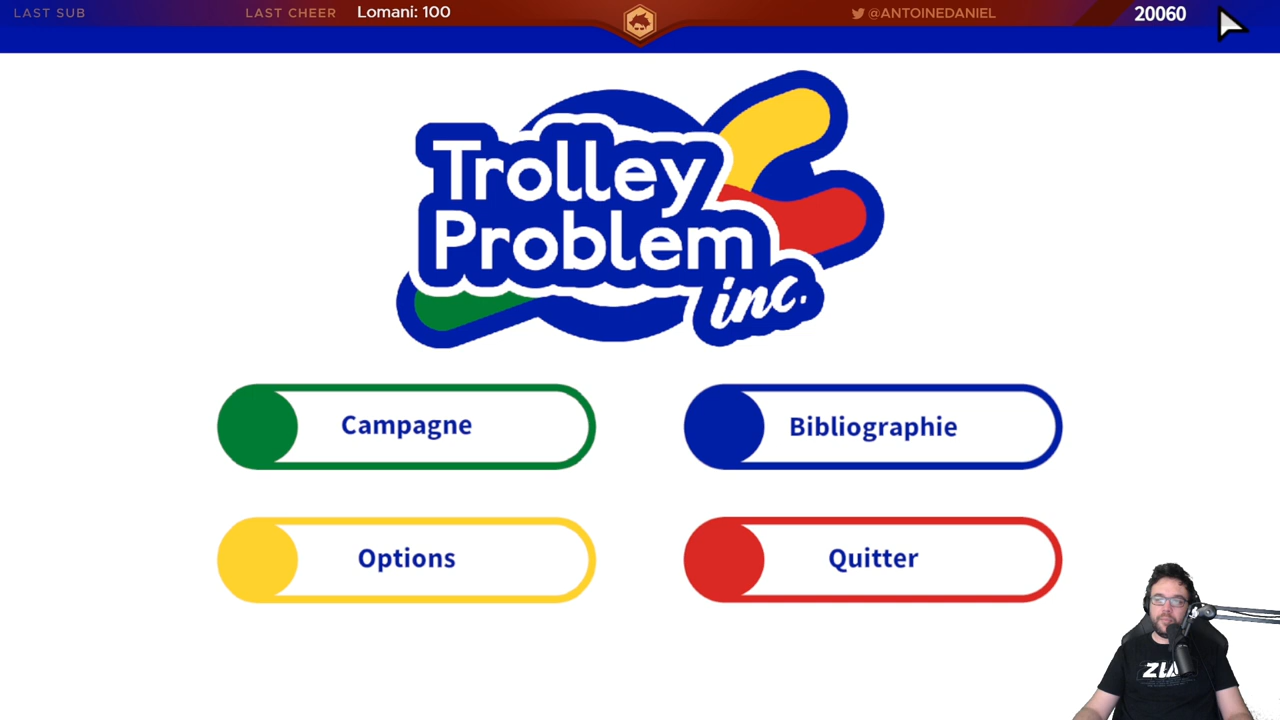 LAST SUB
LAST CHEER
Lomani: 100
@ANTOINEDANIEL
20060
Trolley
Problem
inc.
Campagne
Bibliographie
Options
Quitter